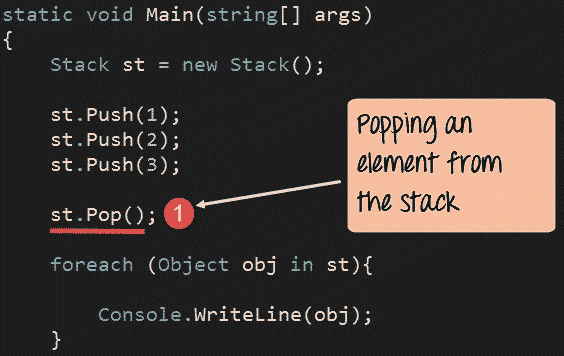 static void Main(string[] args)
{
Stack st = new Stack();
st.Push(1);
st.Push(2);
st.Push(3);
st.Pop(); 1
Popping an
element from
the stack
foreach (Object obj in st){
Console.WriteLine(obj);
}